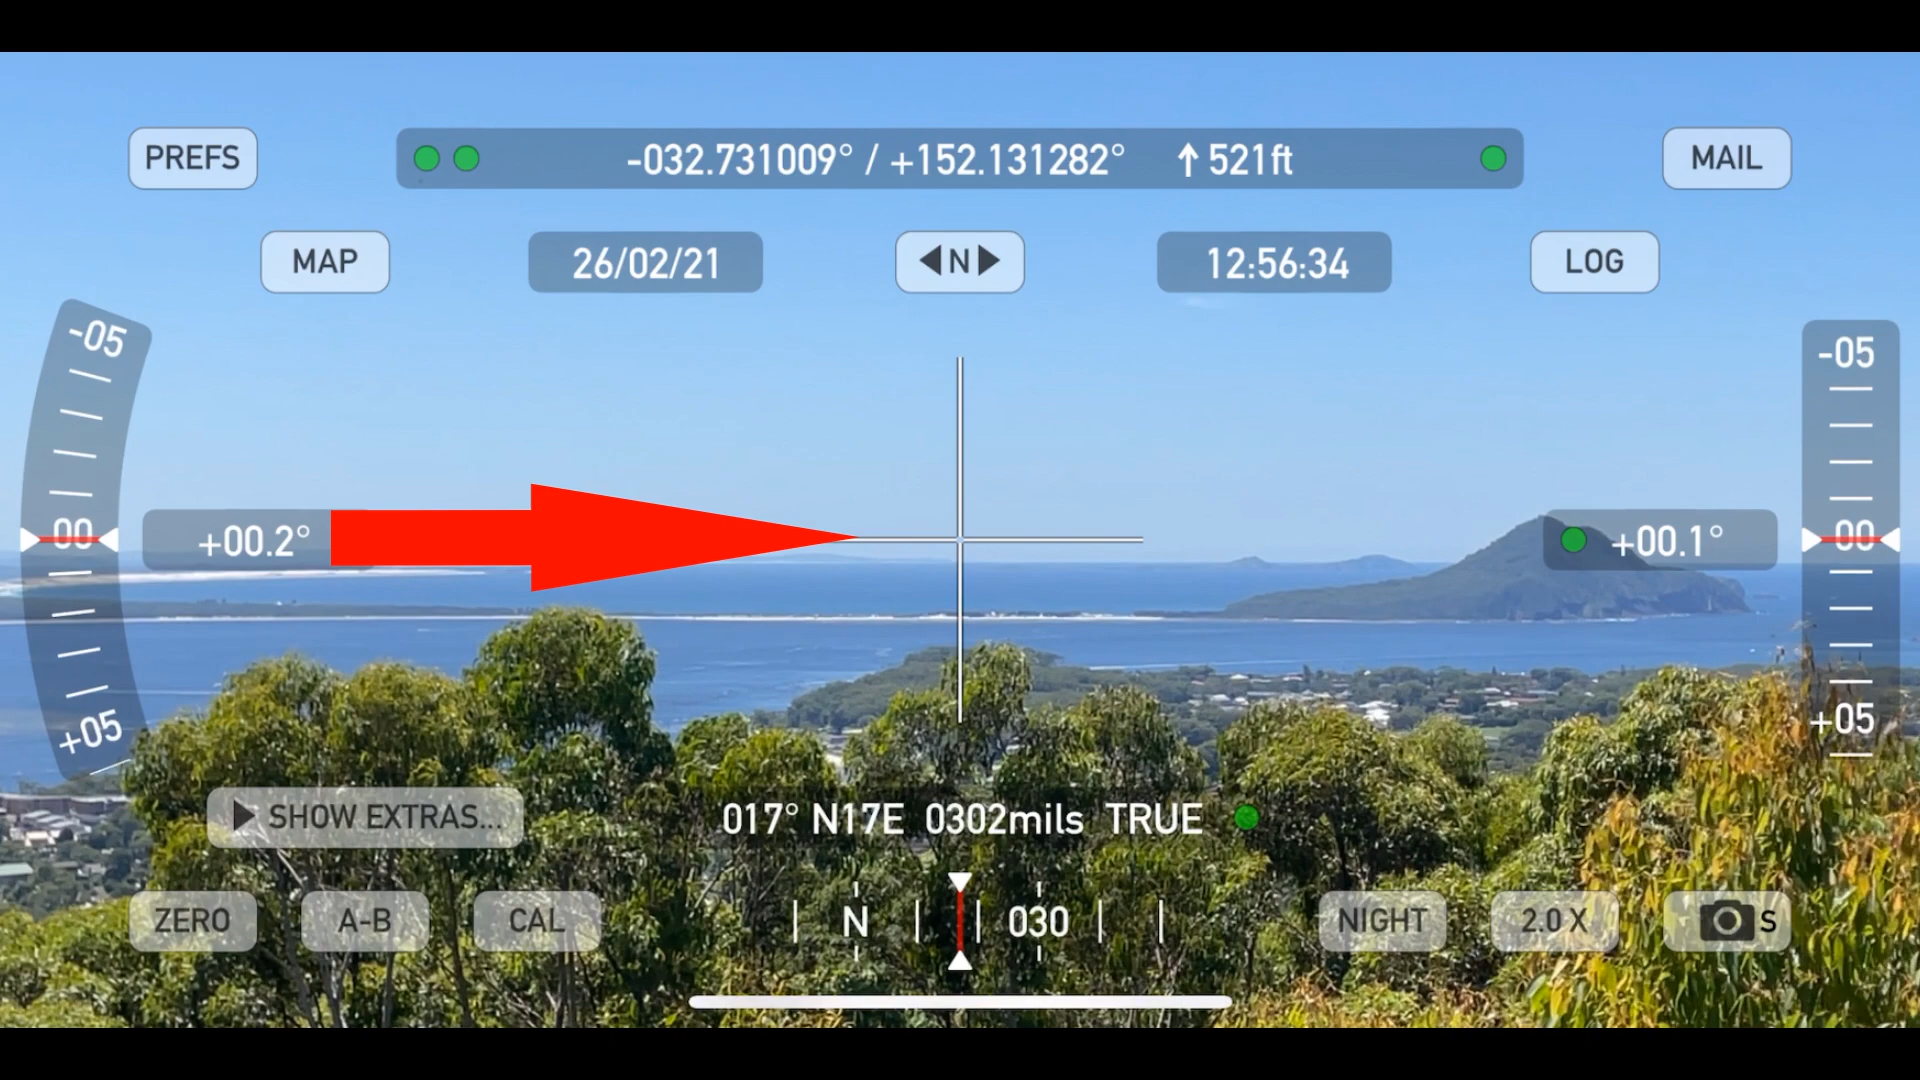 PREFS
-032.731009° / +152.131282° ↑ 521ft
MAIL
MAP
26/02/21
◀N▶
12:56:34
LOG
-05
-05
00
+00.2°
+00.1°
00
+05
+05
▶ SHOW EXTRAS...
017° N17E 0302mils TRUE
ZERO
A-B
CAL
N
030
NIGHT
2.0 X
S